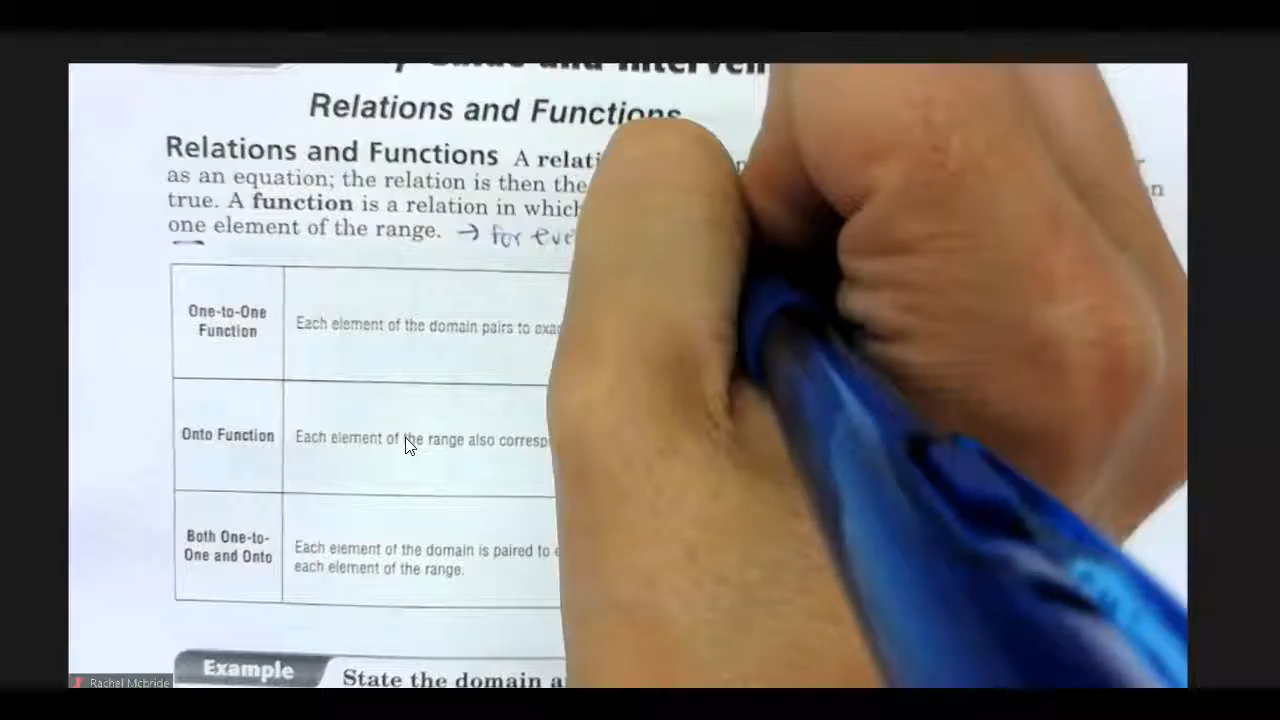 Guide and Interven
Relations and Functions
Relations and Functions A relati
as an equation; the relation is then the
true. A function is a relation in which
one element of the range. → for eve
One-to-One
Function
Each element of the domain pairs to exa
Onto Function
Each element of the range also corresp
Both One-to-
One and Onto
Each element of the domain is paired to e
each element of the range.
Example
State the domain a
Rachel Mcbride